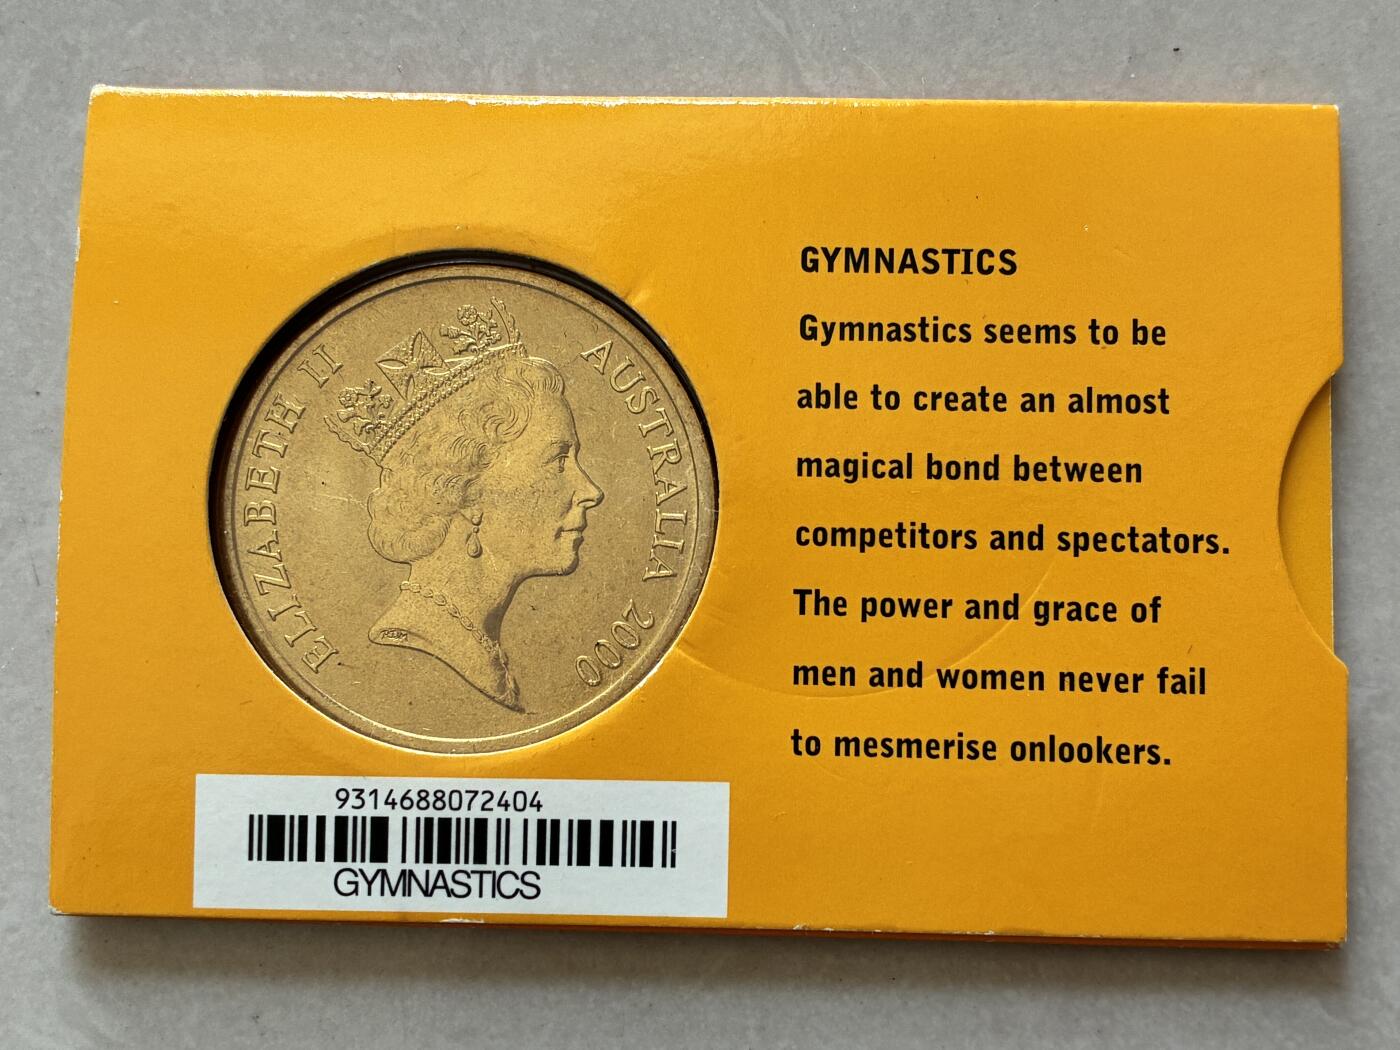 ELIZABETH II
AUSTRALIA 2000
RDM
GYMNASTICS
Gymnastics seems to be
able to create an almost
magical bond between
competitors and spectators.
The power and grace of
men and women never fail
to mesmerise onlookers.
9314688072404
GYMNASTICS